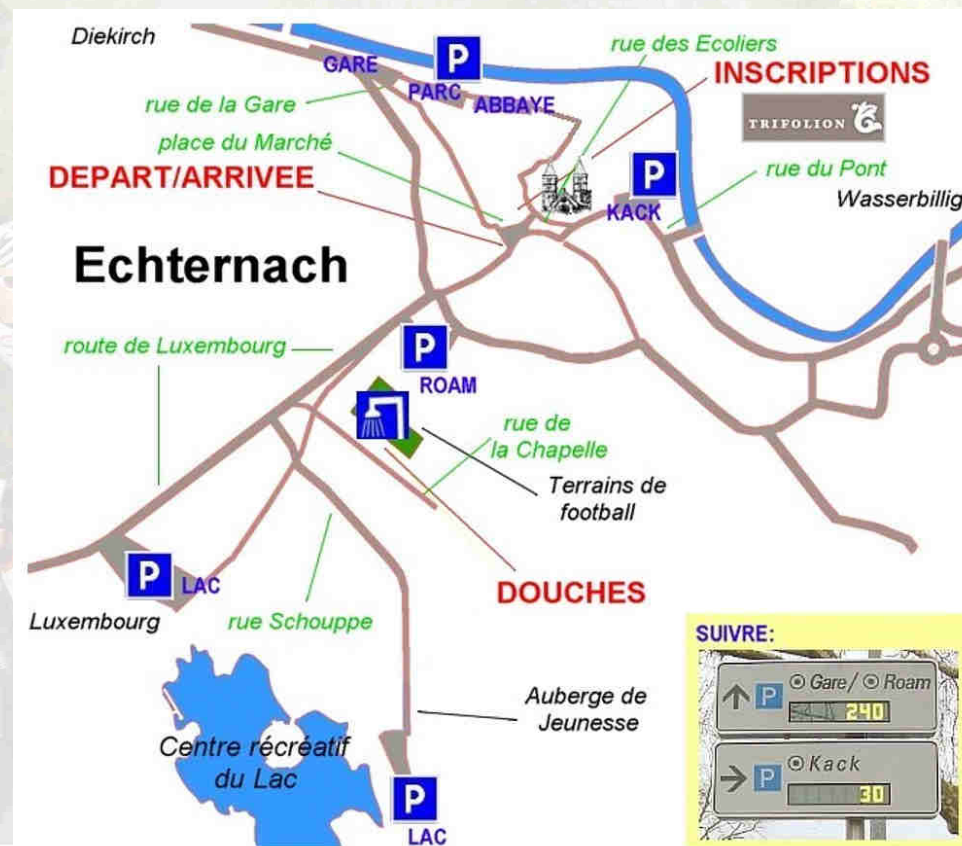 Diekirch
P
rue des Ecoliers
GARE
INSCRIPTIONS
PARC
ABBAYE
rue de la Gare
TRIFOLION
place du Marché
P
rue du Pont
DEPART/ARRIVEE
KACK
Wasserbillig
Echternach
route de Luxembourg
P
ROAM
rue de
la Chapelle
Terrains de
football
P
LAC
DOUCHES
Luxembourg
rue Schouppe
SUIVRE:
Auberge de
Jeunesse
Centre récréatif
du Lac
P
LAC
P Gare/ Roam
240
P Kack
30